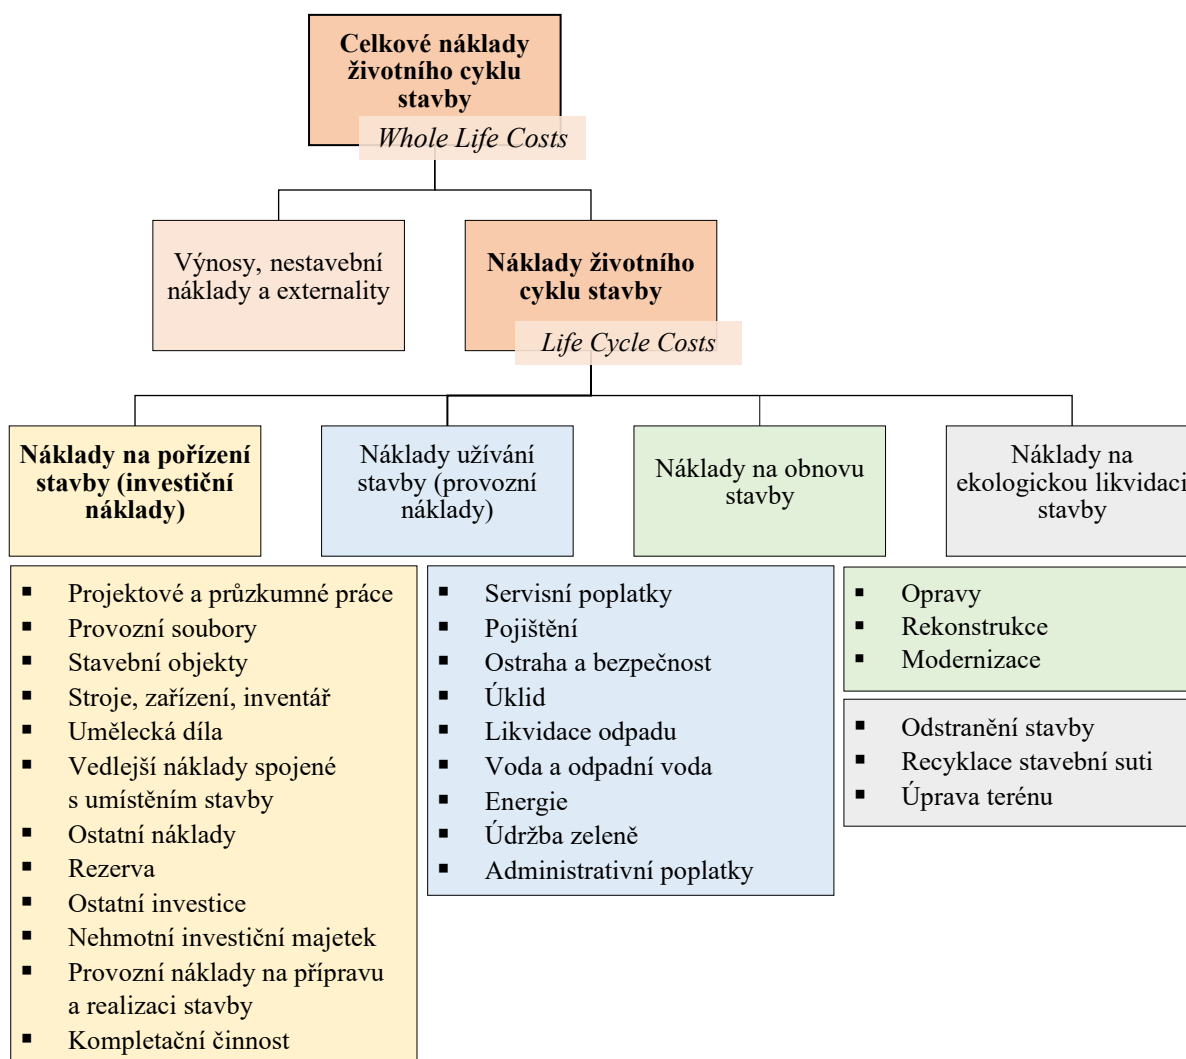 Celkové náklady
životního cyklu
stavby
Whole Life Costs
Výnosy, nestavební
náklady a externality
Náklady životního
cyklu stavby
Life Cycle Costs
Náklady na pořízení
stavby (investiční
náklady)
Náklady užívání
stavby (provozní
náklady)
Náklady na obnovu
stavby
Náklady na
ekologickou likvidaci
stavby
▪ Projektové a průzkumné práce
▪ Provozní soubory
▪ Stavební objekty
▪ Stroje, zařízení, inventář
▪ Umělecká díla
▪ Vedlejší náklady spojené
s umístěním stavby
▪ Ostatní náklady
▪ Rezerva
▪ Ostatní investice
▪ Nehmotní investiční majetek
▪ Provozní náklady na přípravu
a realizaci stavby
▪ Kompletační činnost
▪ Servisní poplatky
▪ Pojištění
▪ Ostraha a bezpečnost
▪ Úklid
▪ Likvidace odpadu
▪ Voda a odpadní voda
▪ Energie
▪ Údržba zeleně
▪ Administrativní poplatky
▪ Opravy
▪ Rekonstrukce
▪ Modernizace
▪ Odstranění stavby
▪ Recyklace stavební suti
▪ Úprava terénu